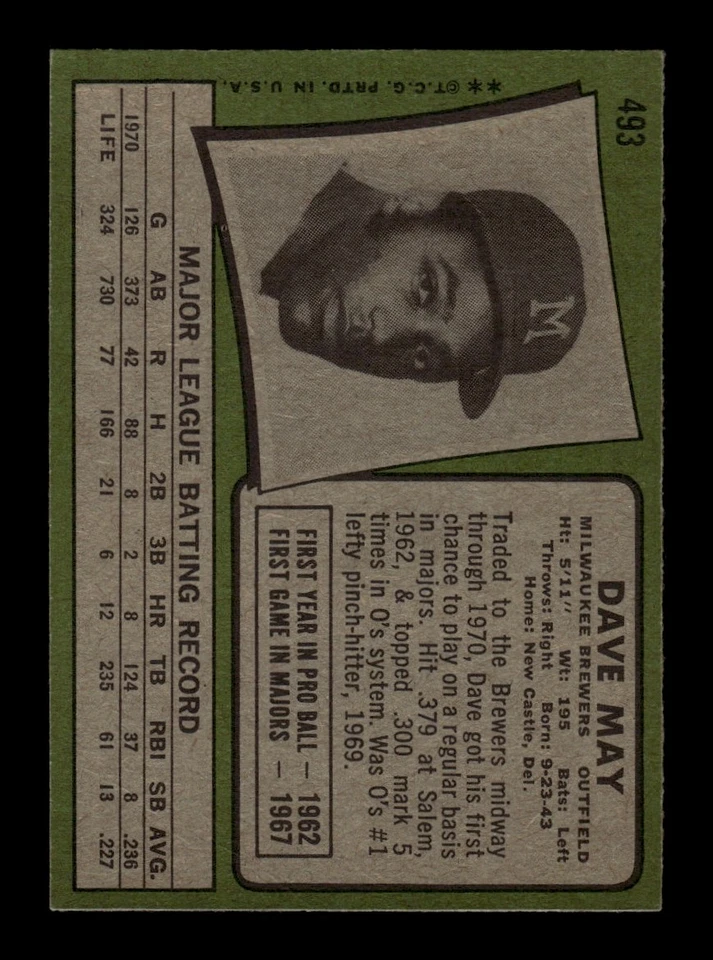 493
M
DAVE MAY
MILWAUKEE BREWERS OUTFIELD
Ht: 5/11" Wt: 195 Bats: Left
Throws: Right Born: 9-23-43
Home: New Castle, Del.
Traded to the Brewers midway
through 1970, Dave got his first
chance to play on a regular basis
in majors. Hit .379 at Salem,
1962, & topped .300 mark 5
times in O's system. Was O's #1
lefty pinch-hitter, 1969.
FIRST YEAR IN PRO BALL — 1962
FIRST GAME IN MAJORS — 1967
MAJOR LEAGUE BATTING RECORD
G AB R H 2B 3B HR TB RBI SB AVG.
1970 126 373 42 88 8 2 8 124 37 8 .236
LIFE 324 730 77 166 21 6 12 235 61 13 .227
**©T.C.G. PRTD. IN U.S.A.